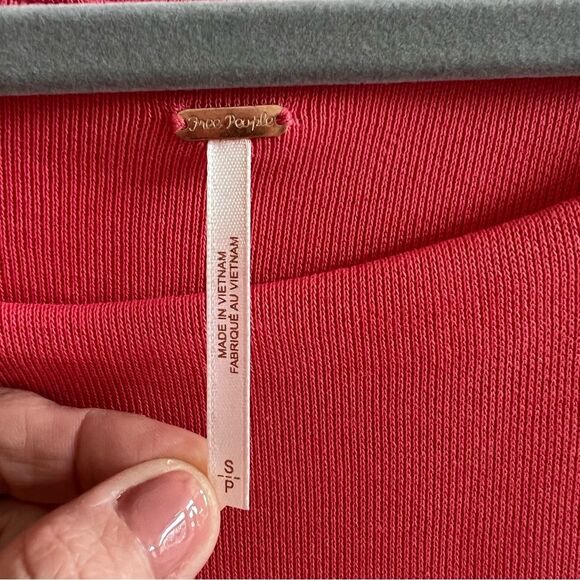 Free People
MADE IN VIETNAM
FABRIQUÉ AU VIETNAM
S
P